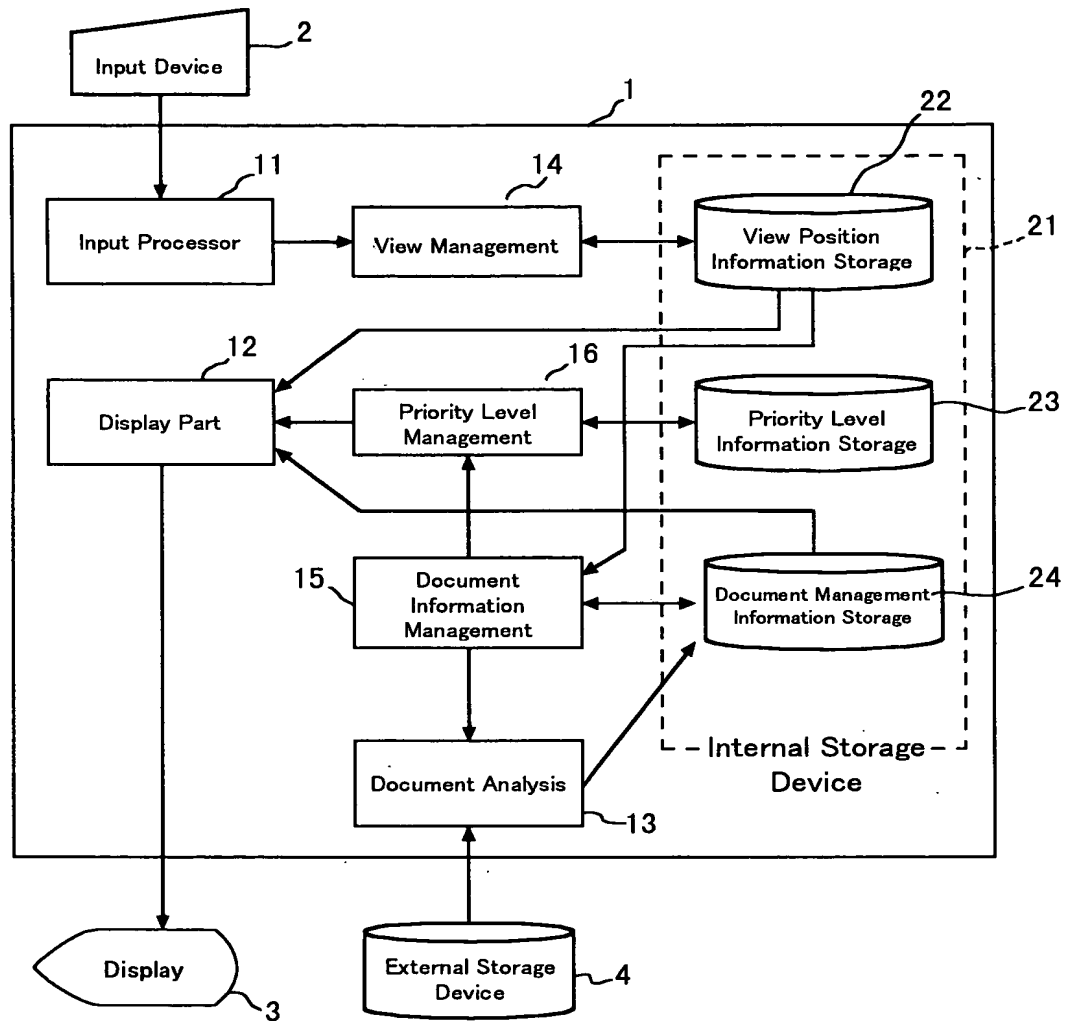 2
Input Device
1
22
11
14
21
Input Processor
View Management
View Position
Information Storage
12
16
23
Display Part
Priority Level
Management
Priority Level
Information Storage
15
Document
Information
Management
24
Document Management
Information Storage
Document Analysis
13
Internal Storage
Device
Display
3
External Storage
Device
4